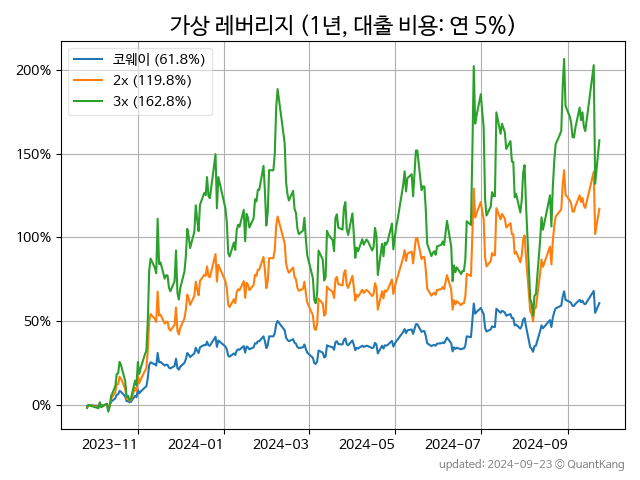 가상 레버리지 (1년, 대출 비용: 연 5%)
코웨이 (61.8%)
2x (119.8%)
3x (162.8%)
200%
150%
100%
50%
0%
2023-11
2024-01
2024-03
2024-05
2024-07
2024-09
updated: 2024-09-23 © QuantKang